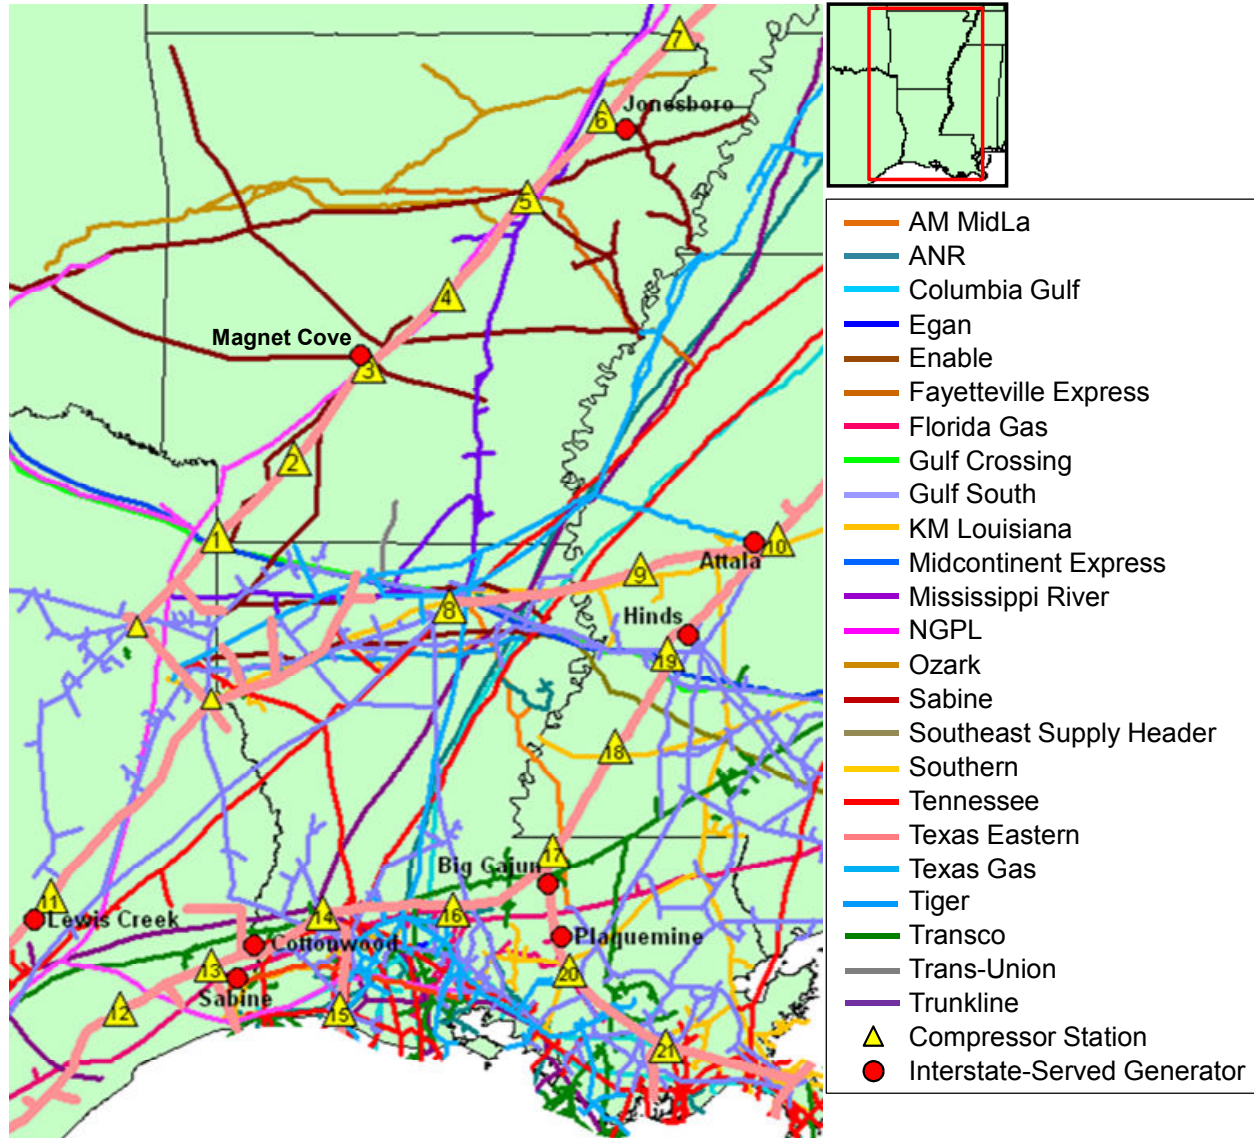 7
Jonesboro
6
5
4
Magnet Cove
3
2
1
10
Attala
9
8
Hinds
19
18
17
Big Cajun
11
Lewis Creek
14
16
Cottonwood
Plaquemine
13
20
Sabine
12
15
21
AM MidLa
ANR
Columbia Gulf
Egan
Enable
Fayetteville Express
Florida Gas
Gulf Crossing
Gulf South
KM Louisiana
Midcontinent Express
Mississippi River
NGPL
Ozark
Sabine
Southeast Supply Header
Southern
Tennessee
Texas Eastern
Texas Gas
Tiger
Transco
Trans-Union
Trunkline
Compressor Station
Interstate-Served Generator